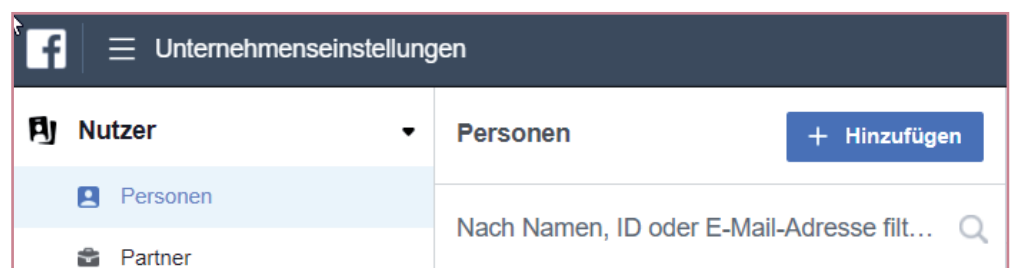 Unternehmenseinstellungen
Nutzer
Personen
Partner
Personen
+ Hinzufügen
Nach Namen, ID oder E-Mail-Adresse filt...